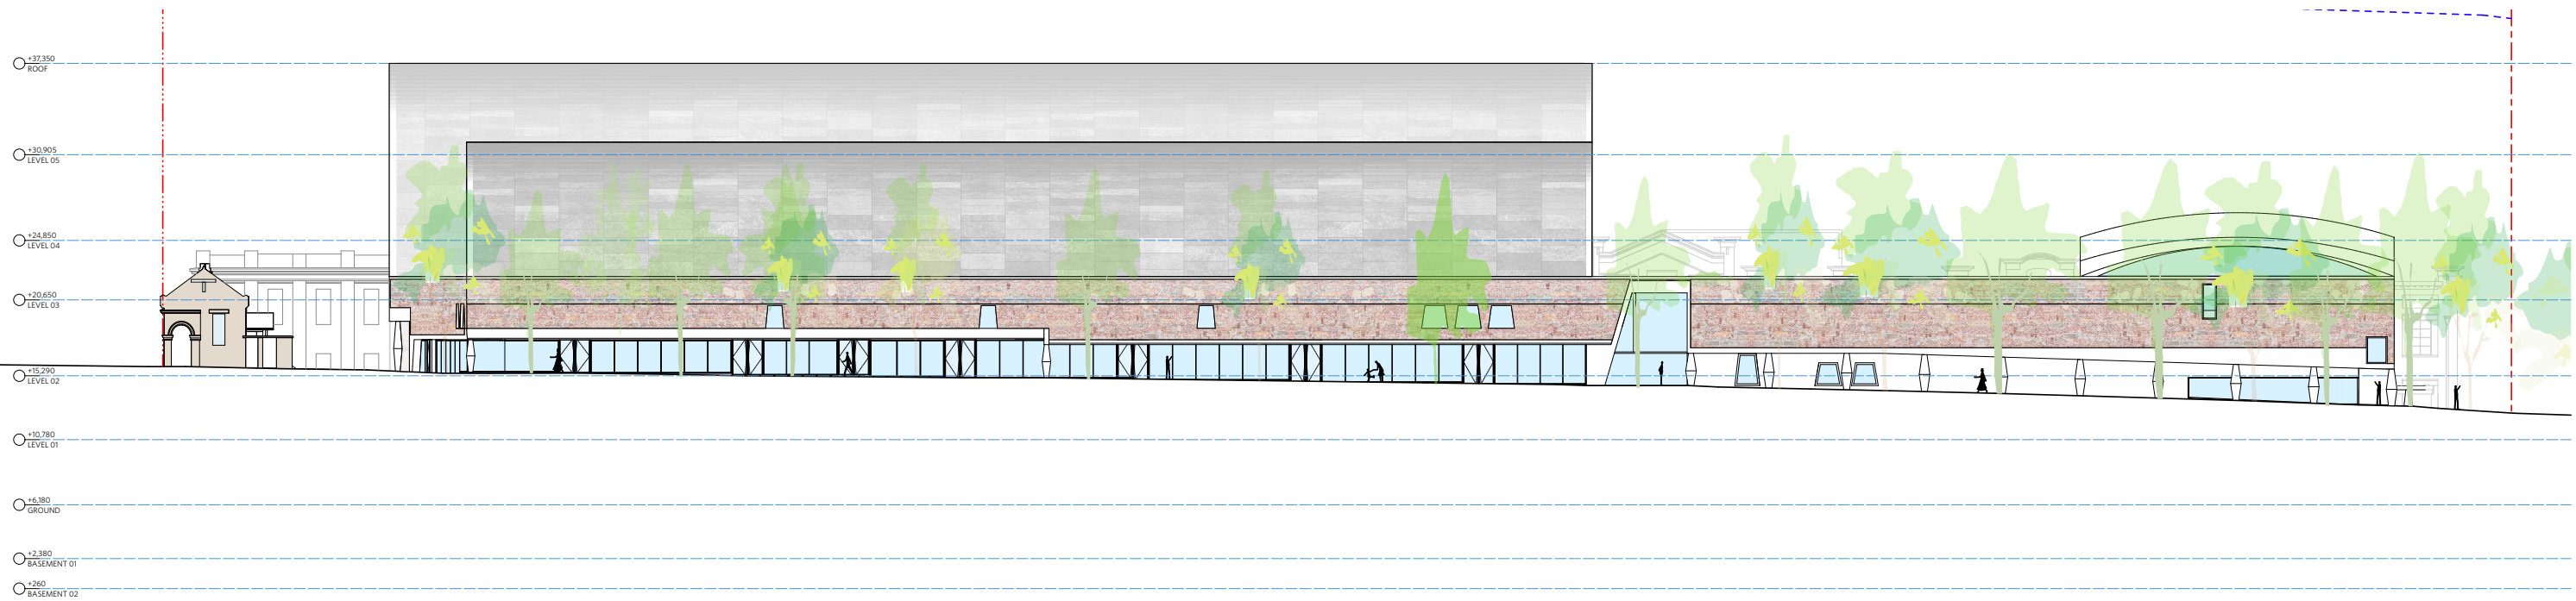 +37,350
ROOF
+30,905
LEVEL 05
+24,850
LEVEL 04
+20,650
LEVEL 03
+15,290
LEVEL 02
+10,780
LEVEL 01
+6,180
GROUND
+2,380
BASEMENT 01
+260
BASEMENT 02